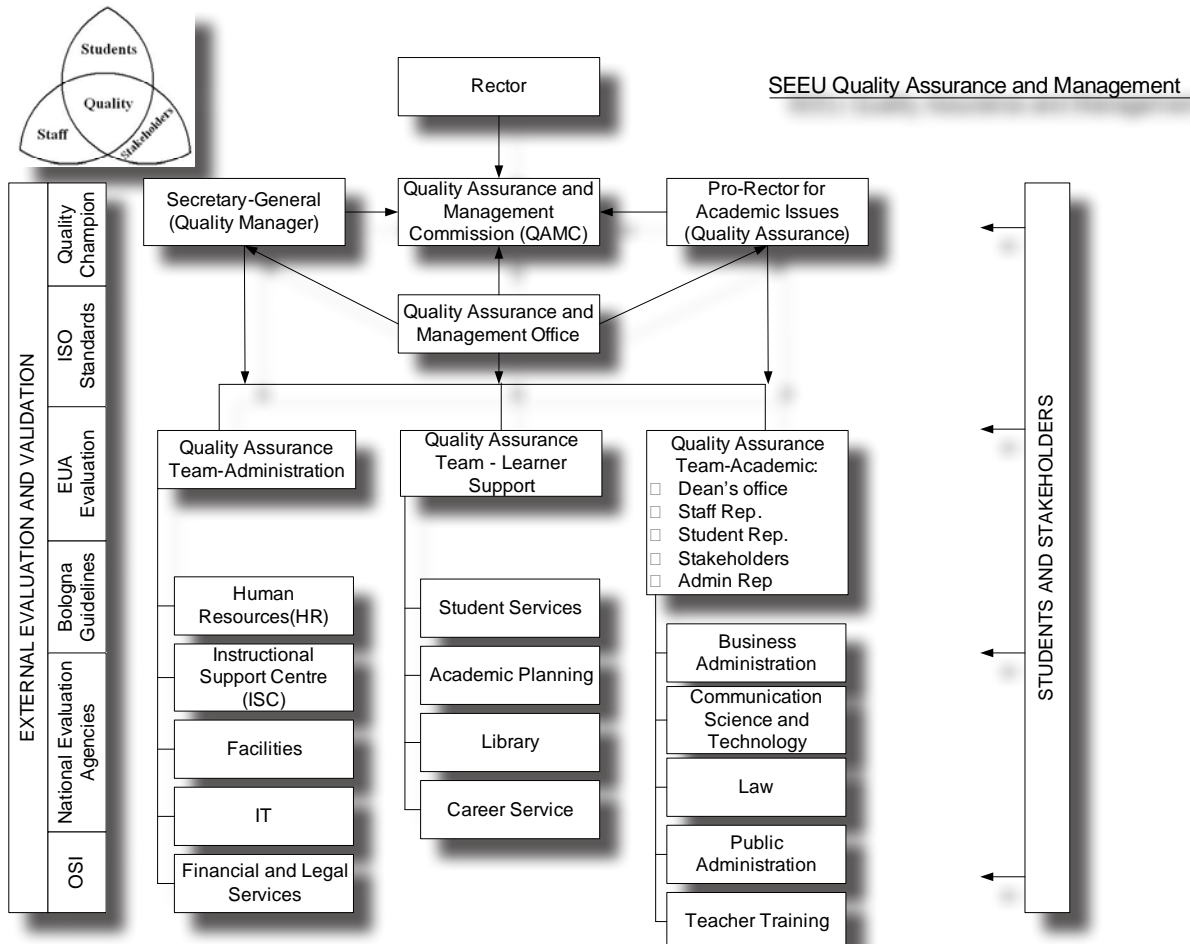 Students
Quality
Staff
Stakeholders
Rector
SEEU Quality Assurance and Management
Secretary-General
(Quality Manager)
Quality Assurance and
Management
Commission (QAMC)
Pro-Rector for
Academic Issues
(Quality Assurance)
Quality Assurance and
Management Office
EXTERNAL EVALUATION AND VALIDATION
Quality
Champion
ISO
Standards
EUA
Evaluation
Bologna
Guidelines
National Evaluation
Agencies
OSI
Quality Assurance
Team-Administration
Human
Resources(HR)
Instructional
Support Centre
(ISC)
Facilities
IT
Financial and Legal
Services
Quality Assurance
Team - Learner
Support
Student Services
Academic Planning
Library
Career Service
Quality Assurance
Team-Academic:
Dean's office
Staff Rep.
Student Rep.
Stakeholders
Admin Rep
Business
Administration
Communication
Science and
Technology
Law
Public
Administration
Teacher Training
STUDENTS AND STAKEHOLDERS